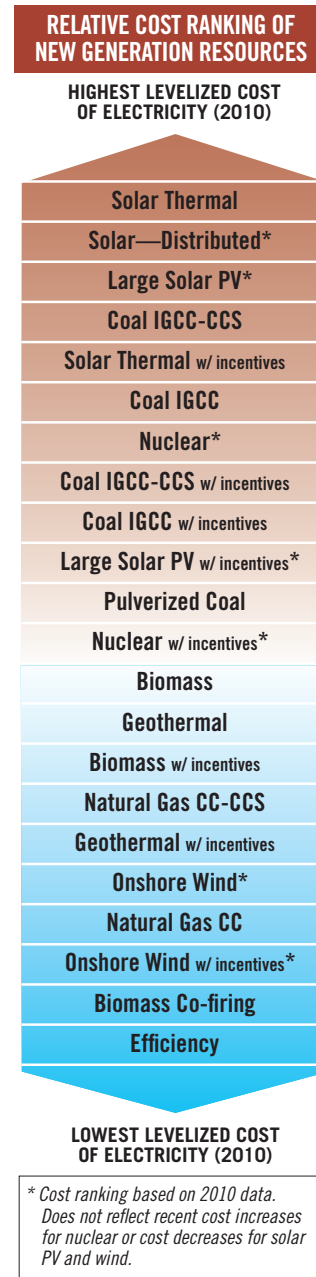 RELATIVE COST RANKING OF
NEW GENERATION RESOURCES
HIGHEST LEVELIZED COST
OF ELECTRICITY (2010)
Solar Thermal
Solar—Distributed*
Large Solar PV*
Coal IGCC-CCS
Solar Thermal w/ incentives
Coal IGCC
Nuclear*
Coal IGCC-CCS w/ incentives
Coal IGCC w/ incentives
Large Solar PV w/ incentives*
Pulverized Coal
Nuclear w/ incentives*
Biomass
Geothermal
Biomass w/ incentives
Natural Gas CC-CCS
Geothermal w/ incentives
Onshore Wind*
Natural Gas CC
Onshore Wind w/ incentives*
Biomass Co-firing
Efficiency
LOWEST LEVELIZED COST
OF ELECTRICITY (2010)
* Cost ranking based on 2010 data.
Does not reflect recent cost increases
for nuclear or cost decreases for solar
PV and wind.